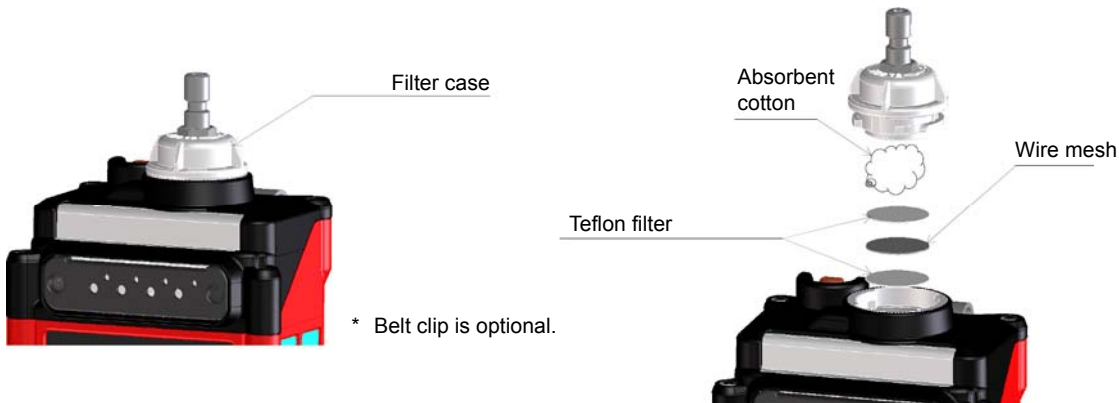 Filter case
* Belt clip is optional.
Absorbent
cotton
Wire mesh
Teflon filter